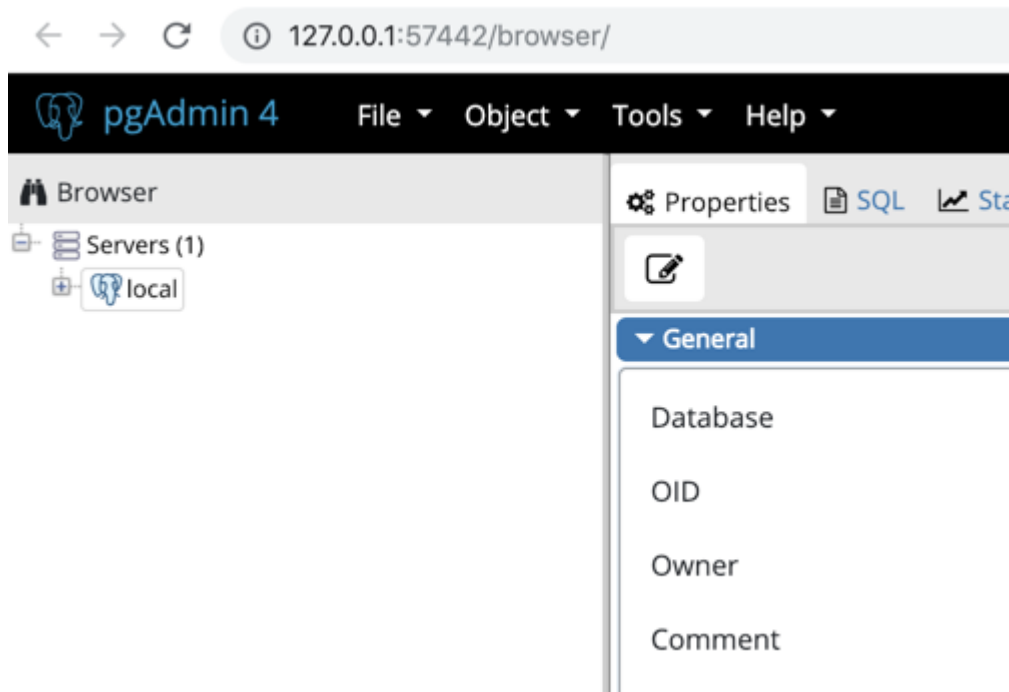 127.0.0.1:57442/browser/
pgAdmin 4 File Object Tools Help
Browser
Properties SQL Sta
Servers (1)
local
General
Database
OID
Owner
Comment